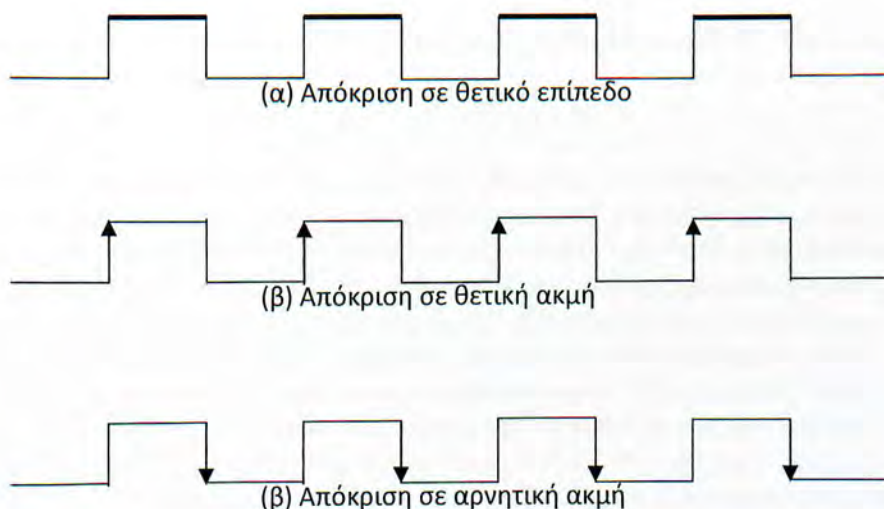 (α) Απόκριση σε θετικό επίπεδο
(β) Απόκριση σε θετική ακμή
(β) Απόκριση σε αρνητική ακμή